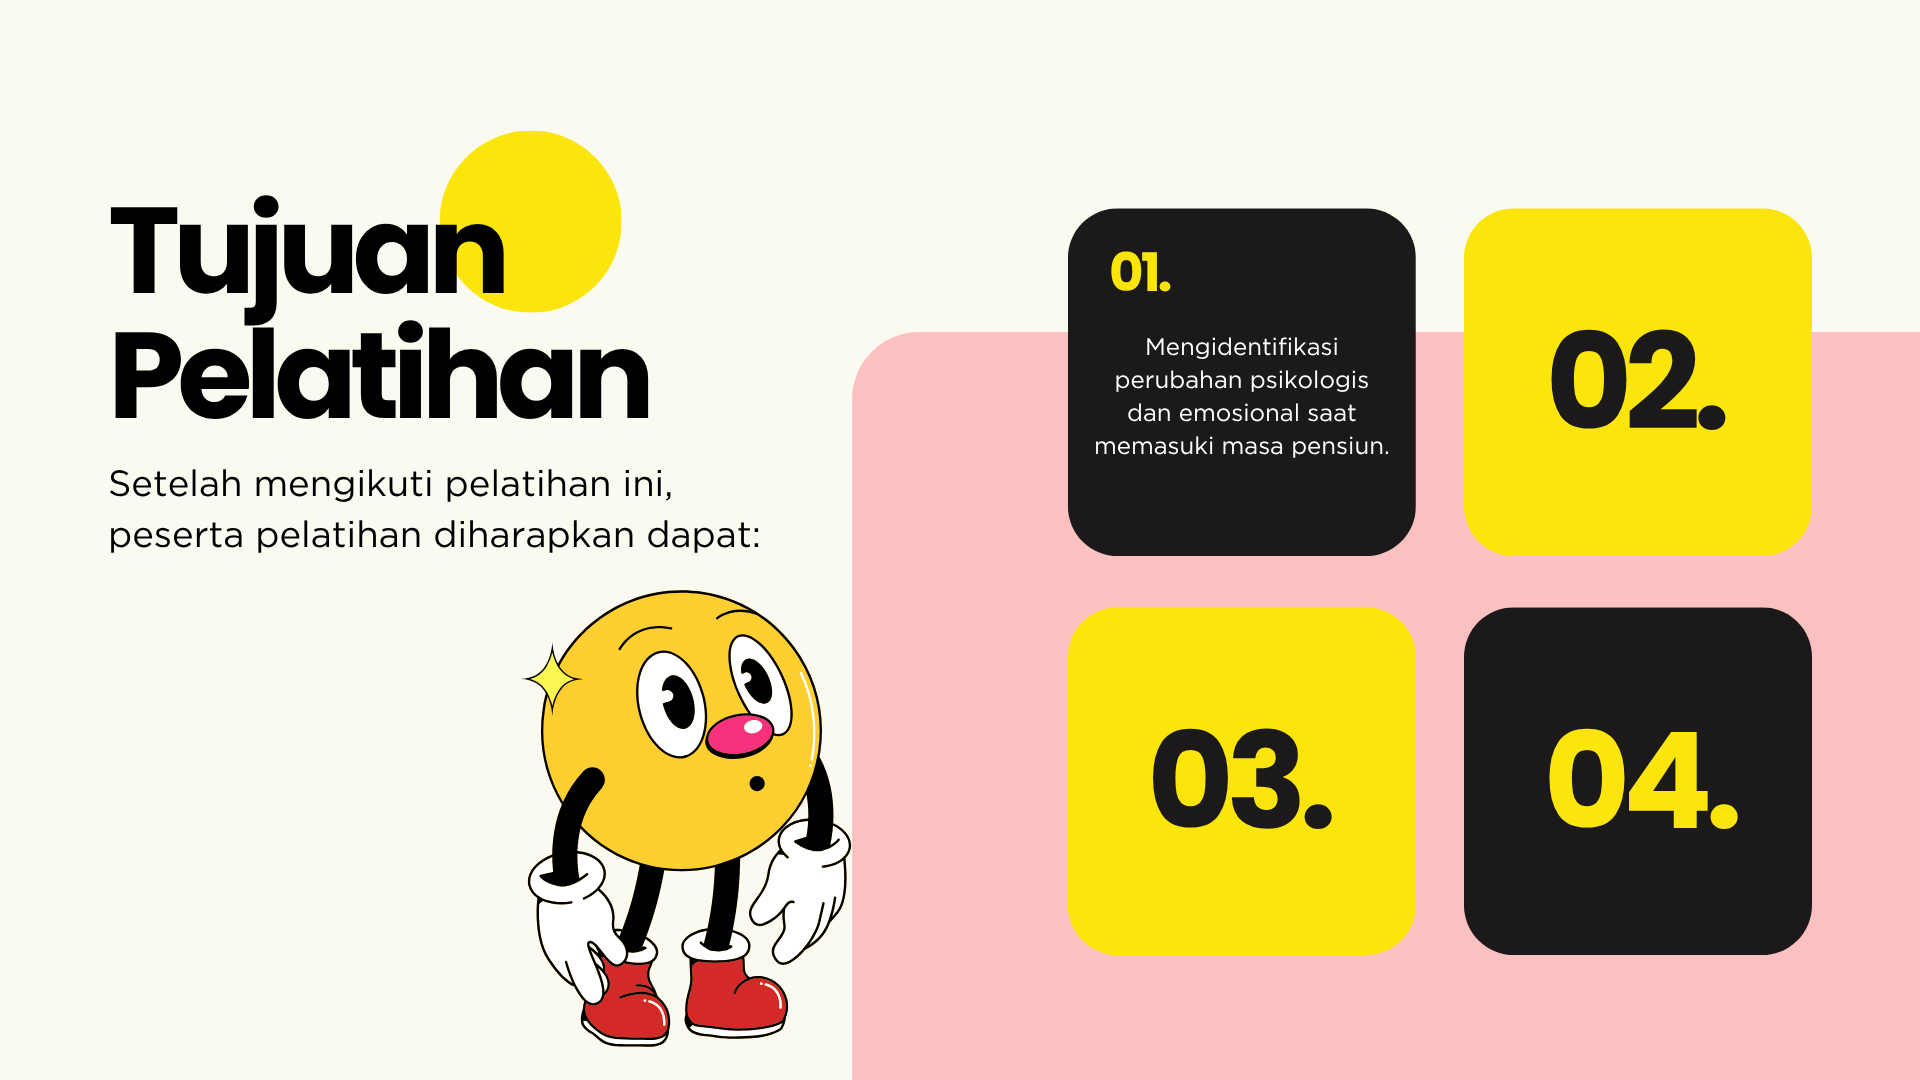 Tujuan
Pelatihan
Setelah mengikuti pelatihan ini,
peserta pelatihan diharapkan dapat:
01.
Mengidentifikasi
perubahan psikologis
dan emosional saat
memasuki masa pensiun.
02.
03.
04.